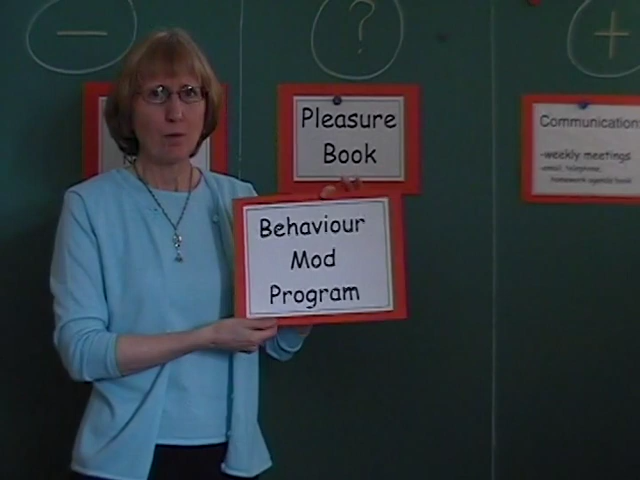 − ? +
Pleasure
Book
Communication:
-weekly meetings
-email, telephone,
homework agenda book
Behaviour
Mod
Program